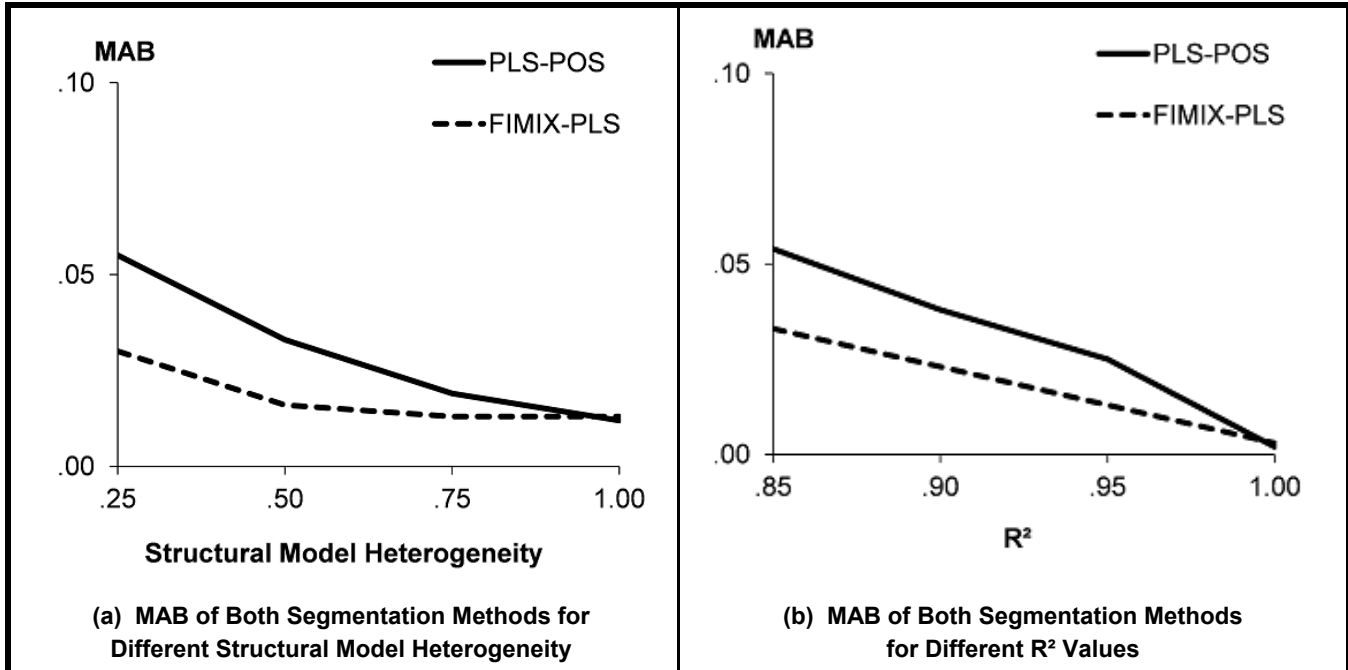 MAB
PLS-POS
FIMIX-PLS
.10
.05
.00
.25 .50 .75 1.00
Structural Model Heterogeneity
(a) MAB of Both Segmentation Methods for
Different Structural Model Heterogeneity
MAB
PLS-POS
FIMIX-PLS
.10
.05
.00
.85 .90 .95 1.00
R²
(b) MAB of Both Segmentation Methods
for Different R² Values